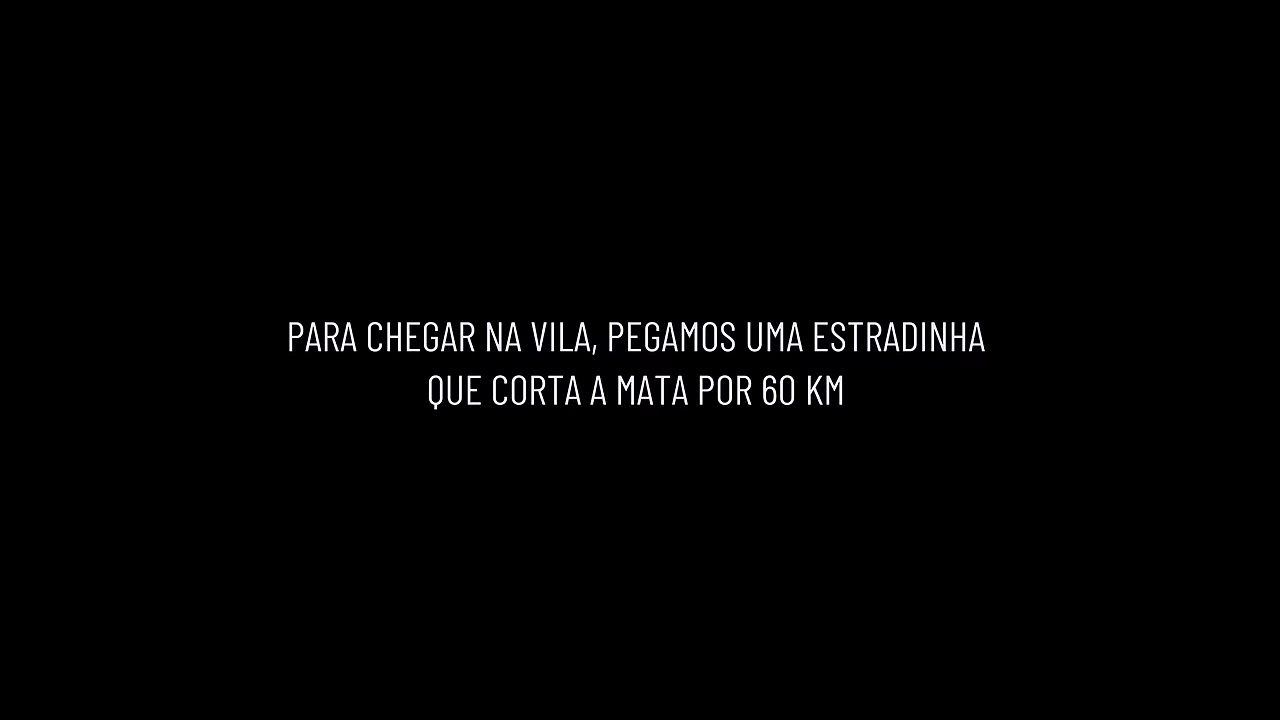 PARA CHEGAR NA VILA, PEGAMOS UMA ESTRADINHA
QUE CORTA A MATA POR 60 KM